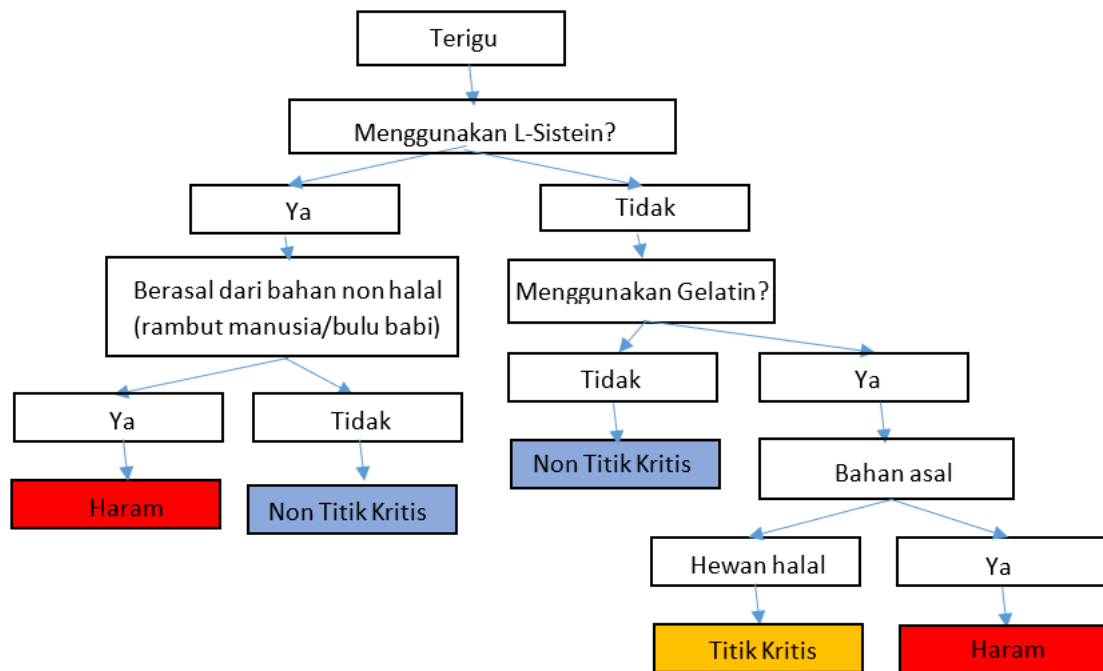 Terigu
Menggunakan L-Sistein?
Ya
Tidak
Berasal dari bahan non halal
(rambut manusia/bulu babi)
Menggunakan Gelatin?
Ya
Tidak
Tidak
Ya
Haram
Non Titik Kritis
Non Titik Kritis
Bahan asal
Hewan halal
Ya
Titik Kritis
Haram